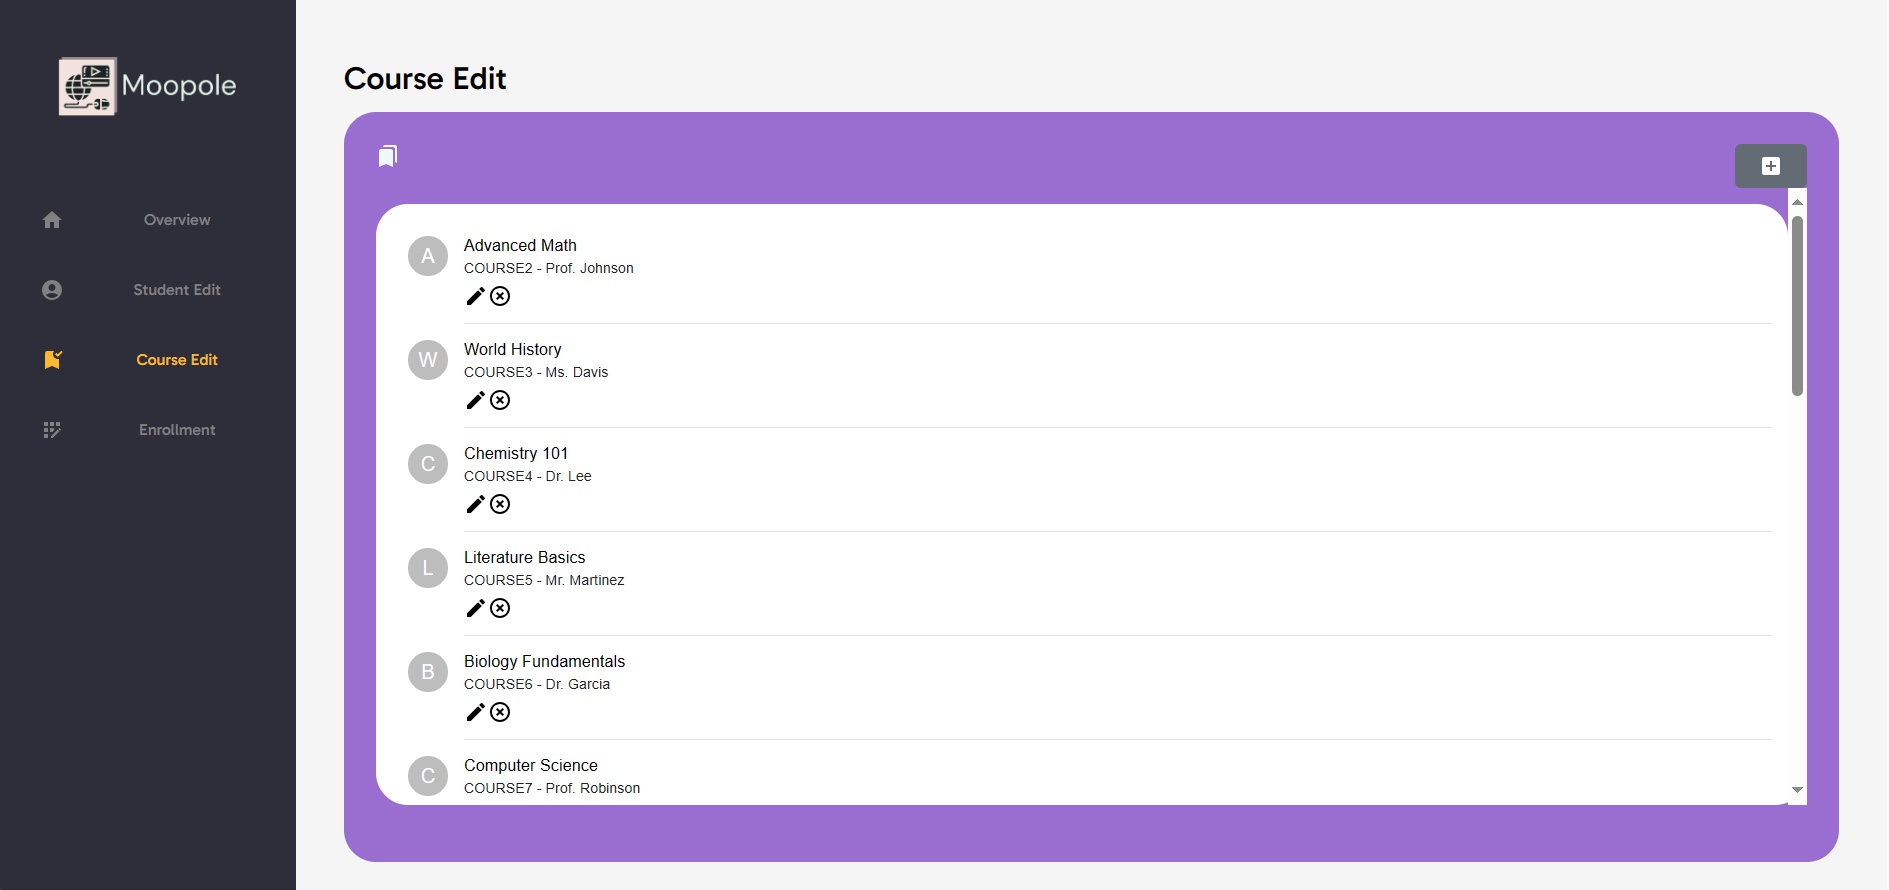 Moopole
Overview
Student Edit
Course Edit
Enrollment
Course Edit
A
Advanced Math
COURSE2 - Prof. Johnson
W
World History
COURSE3 - Ms. Davis
C
Chemistry 101
COURSE4 - Dr. Lee
L
Literature Basics
COURSE5 - Mr. Martinez
B
Biology Fundamentals
COURSE6 - Dr. Garcia
C
Computer Science
COURSE7 - Prof. Robinson